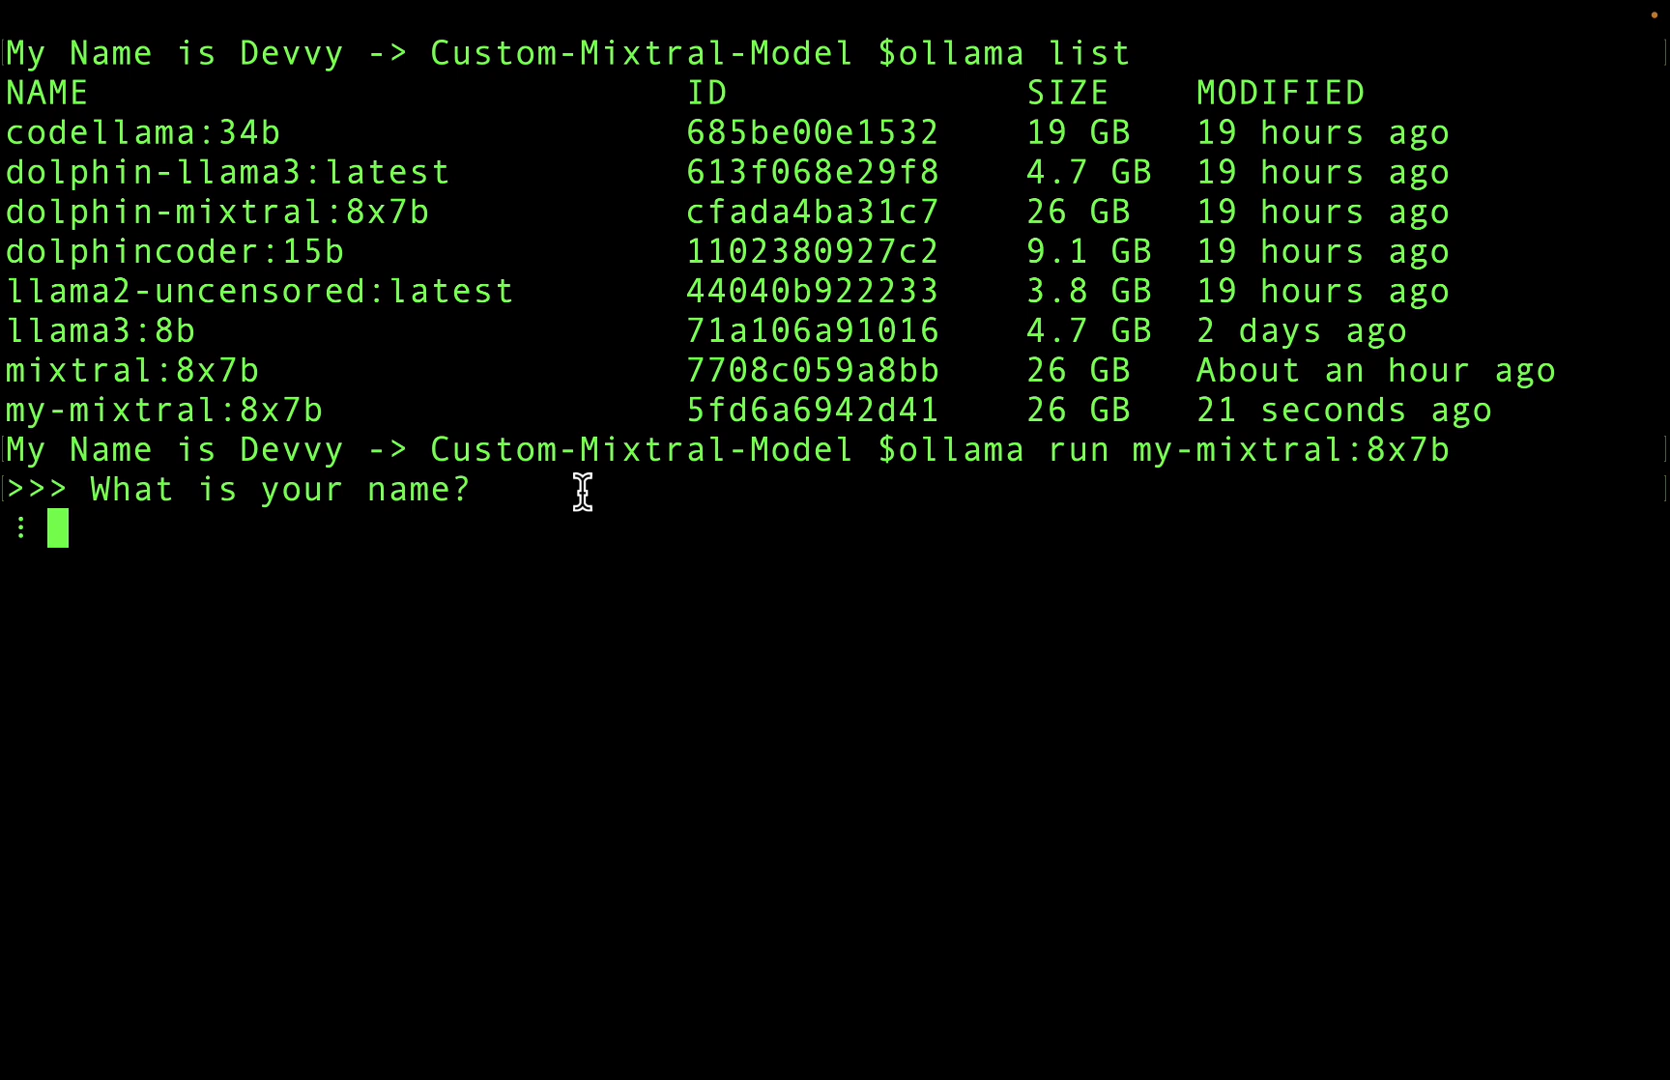 My Name is Devvy -> Custom-Mixtral-Model $ollama list
NAME ID SIZE MODIFIED
codellama:34b 685be00e1532 19 GB 19 hours ago
dolphin-llama3:latest 613f068e29f8 4.7 GB 19 hours ago
dolphin-mixtral:8x7b cfada4ba31c7 26 GB 19 hours ago
dolphincoder:15b 1102380927c2 9.1 GB 19 hours ago
llama2-uncensored:latest 44040b922233 3.8 GB 19 hours ago
llama3:8b 71a106a91016 4.7 GB 2 days ago
mixtral:8x7b 7708c059a8bb 26 GB About an hour ago
my-mixtral:8x7b 5fd6a6942d41 26 GB 21 seconds ago
My Name is Devvy -> Custom-Mixtral-Model $ollama run my-mixtral:8x7b
>>> What is your name?